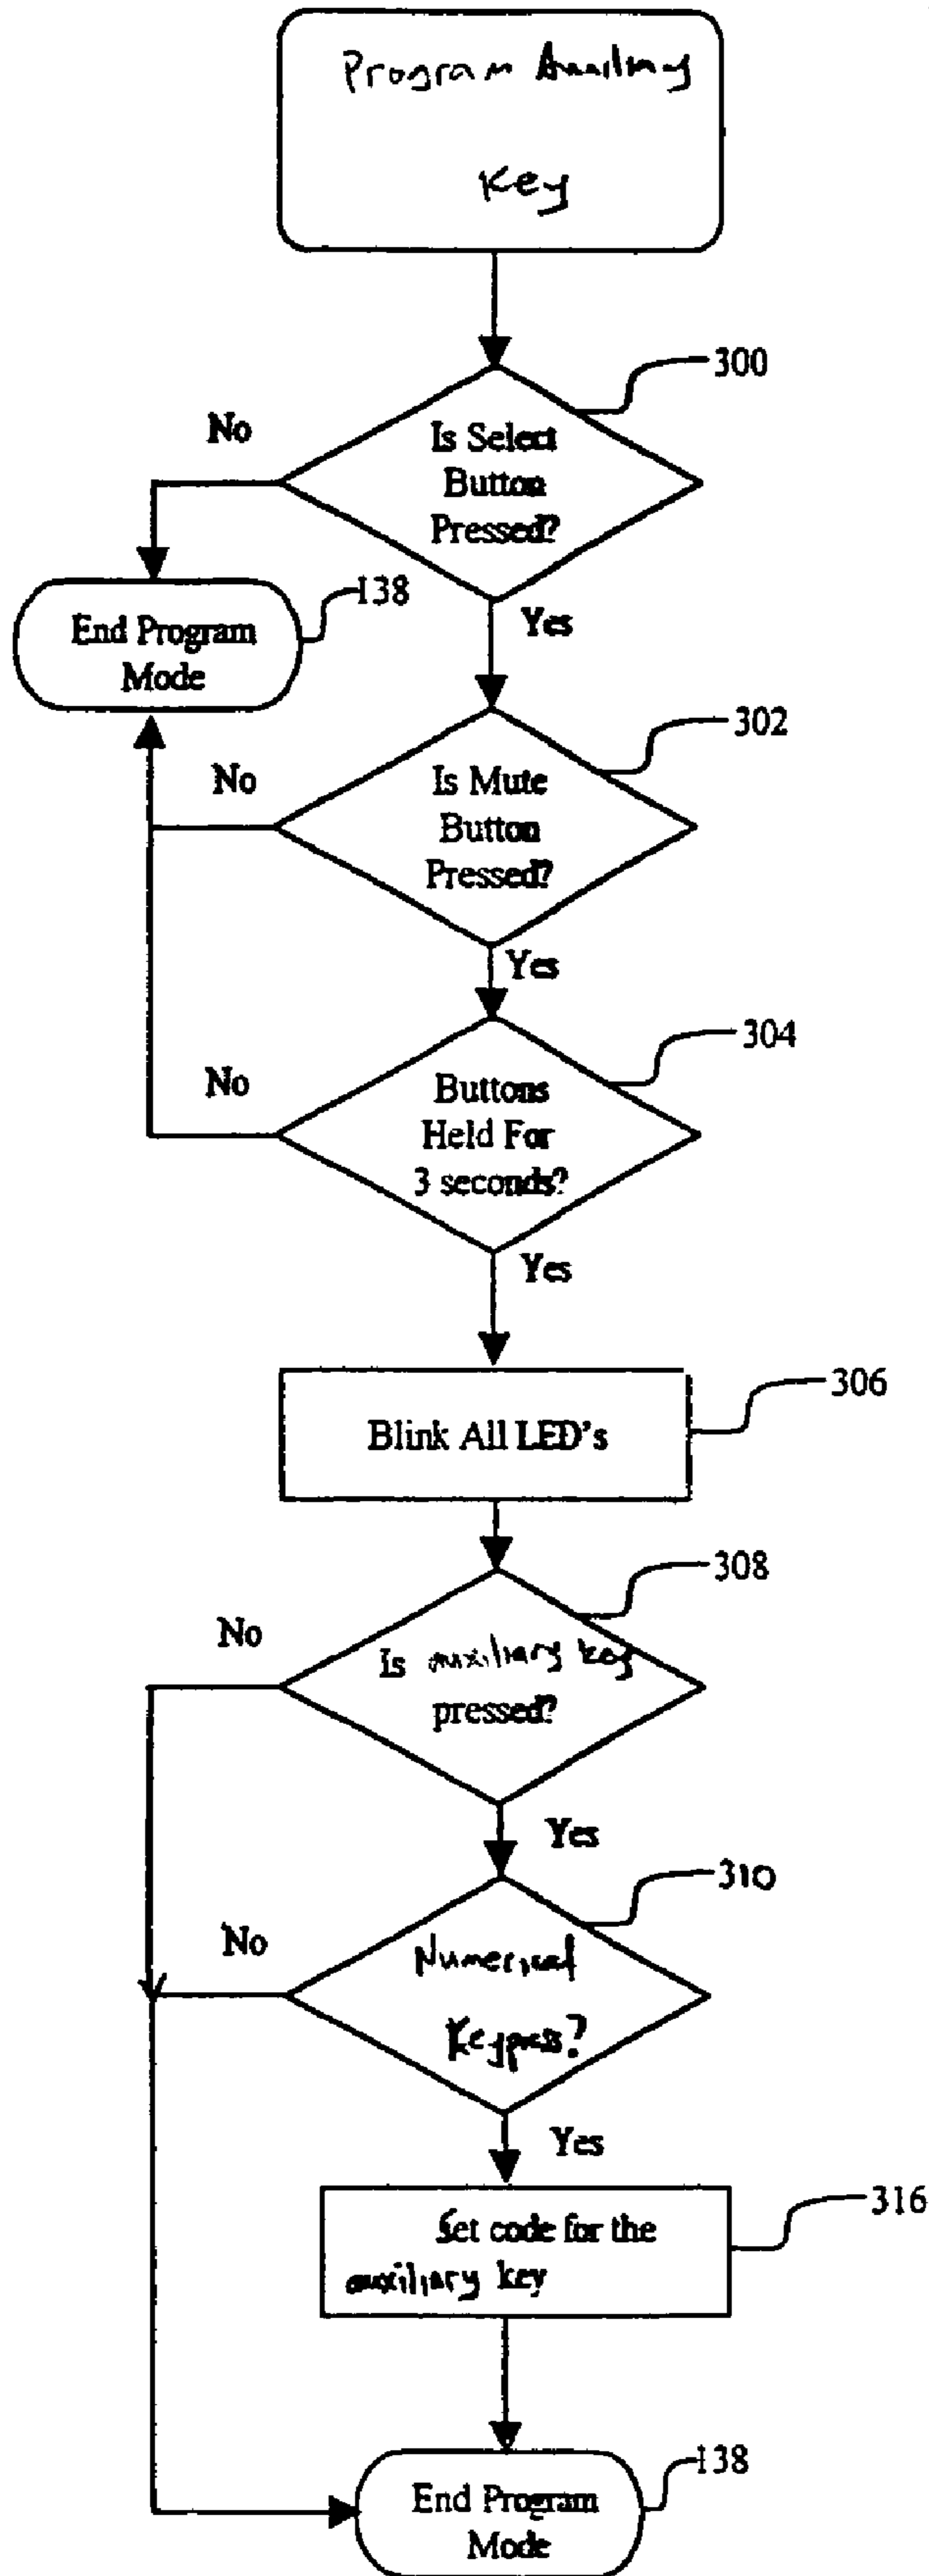 Program Auxiliary
Key
300
No
Is Select
Button
Pressed?
138
End Program
Mode
Yes
302
No
Is Mute
Button
Pressed?
Yes
304
No
Buttons
Held For
3 seconds?
Yes
306
Blink All LED's
308
No
Is auxiliary key
pressed?
Yes
310
No
Numerical
Keypress?
Yes
316
Set code for the
auxiliary key
138
End Program
Mode